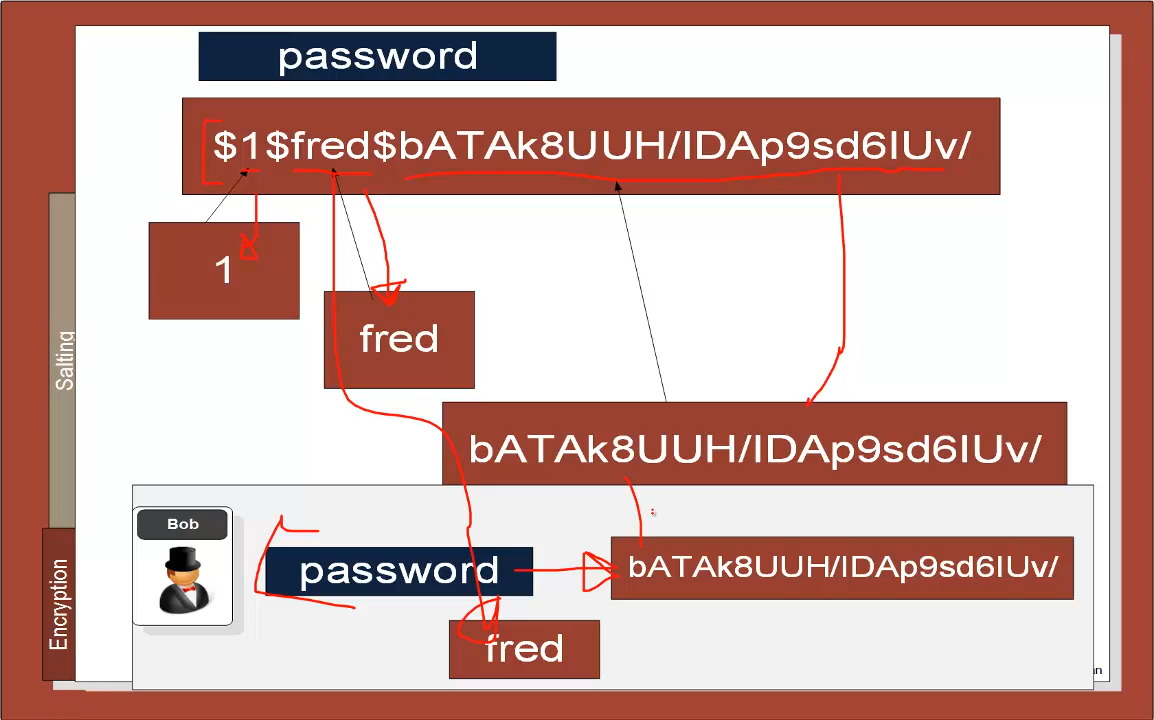 password
$1$fred$bATAk8UUH/IDAp9sd6IUv/
1
fred
Salting
bATAk8UUH/IDAp9sd6IUv/
Bob
password
bATAk8UUH/IDAp9sd6IUv/
Encryption
fred